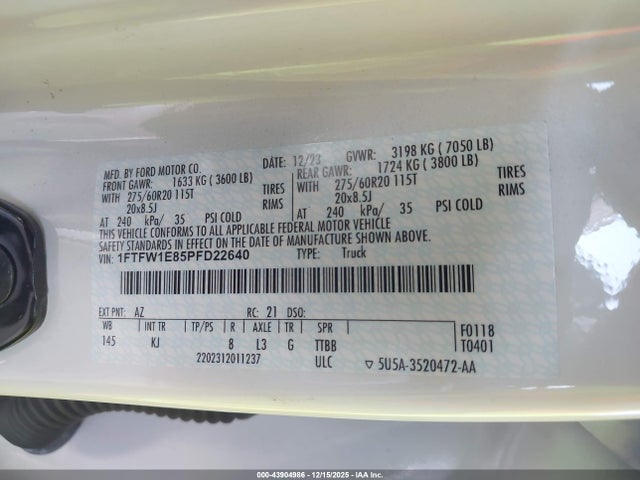 MFD. BY FORD MOTOR CO. DATE: 12/23 GVWR: 3198 KG ( 7050 LB)
FRONT GAWR: 1633 KG ( 3600 LB) REAR GAWR: 1724 KG ( 3800 LB)
WITH 275/60R20 115T TIRES WITH 275/60R20 115T TIRES
20x8.5J RIMS 20x8.5J RIMS
AT 240 kPa/ 35 PSI COLD AT 240 kPa/ 35 PSI COLD
THIS VEHICLE CONFORMS TO ALL APPLICABLE FEDERAL MOTOR VEHICLE
SAFETY STANDARDS IN EFFECT ON THE DATE OF MANUFACTURE SHOWN ABOVE.
VIN: 1FTFW1E85PFD22640 TYPE: Truck
EXT PNT: AZ RC: 21 DSO:
WB INT TR TP/PS R AXLE TR SPR F0118
145 KJ 8 L3 G TTBB T0401
2202312011237 ULC ▽ 5U5A-3520472-AA
000-43904986 - 12/15/2025 - IAA Inc.